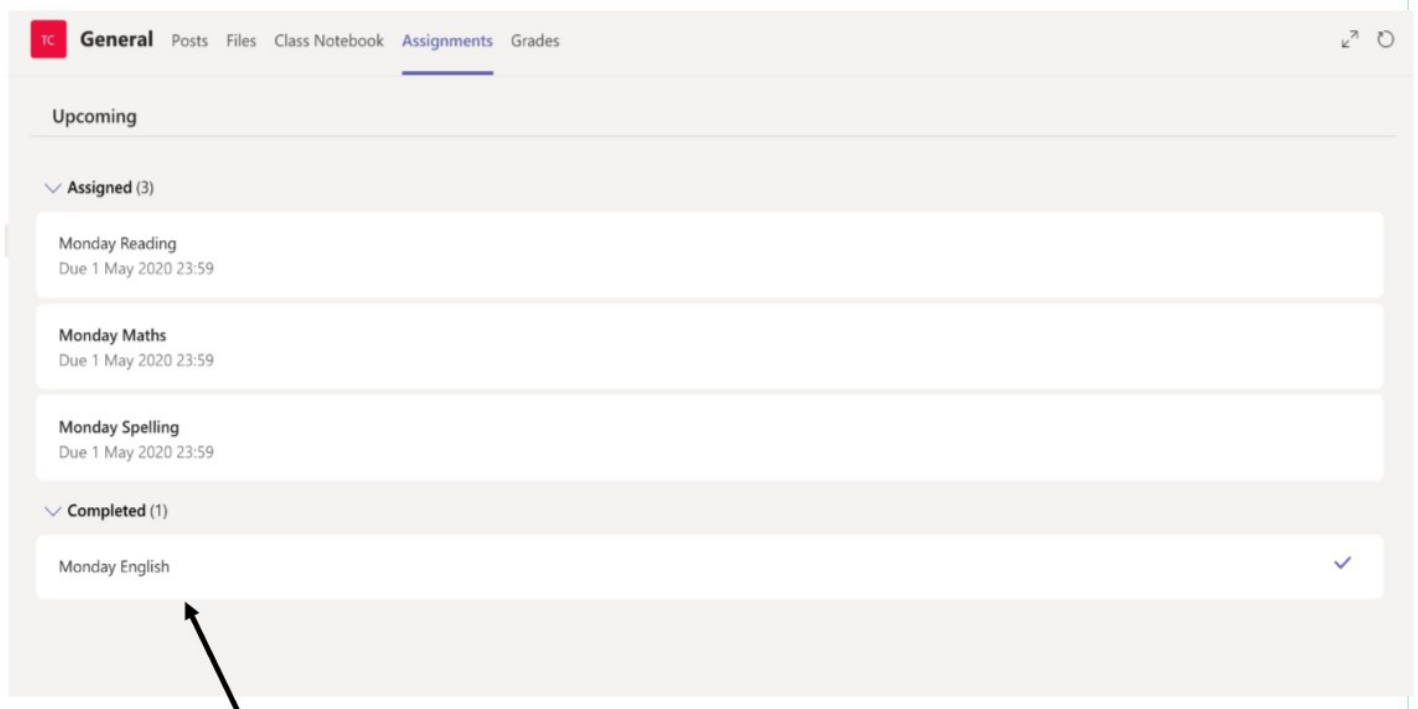 TC General Posts Files Class Notebook Assignments Grades
Upcoming
Assigned (3)
Monday Reading
Due 1 May 2020 23:59
Monday Maths
Due 1 May 2020 23:59
Monday Spelling
Due 1 May 2020 23:59
Completed (1)
Monday English